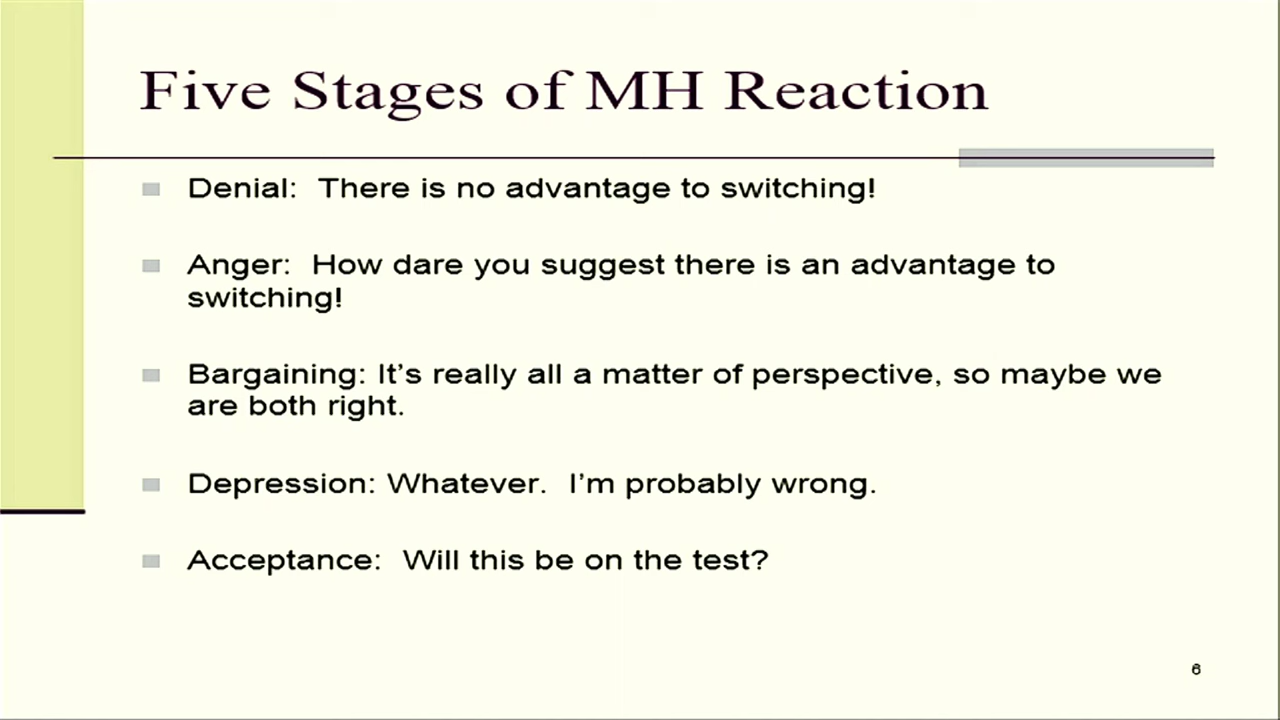 Five Stages of MH Reaction
Denial:  There is no advantage to switching!
Anger:  How dare you suggest there is an advantage to
switching!
Bargaining: It’s really all a matter of perspective, so maybe we
are both right.
Depression: Whatever.  I’m probably wrong.
Acceptance:  Will this be on the test?
6